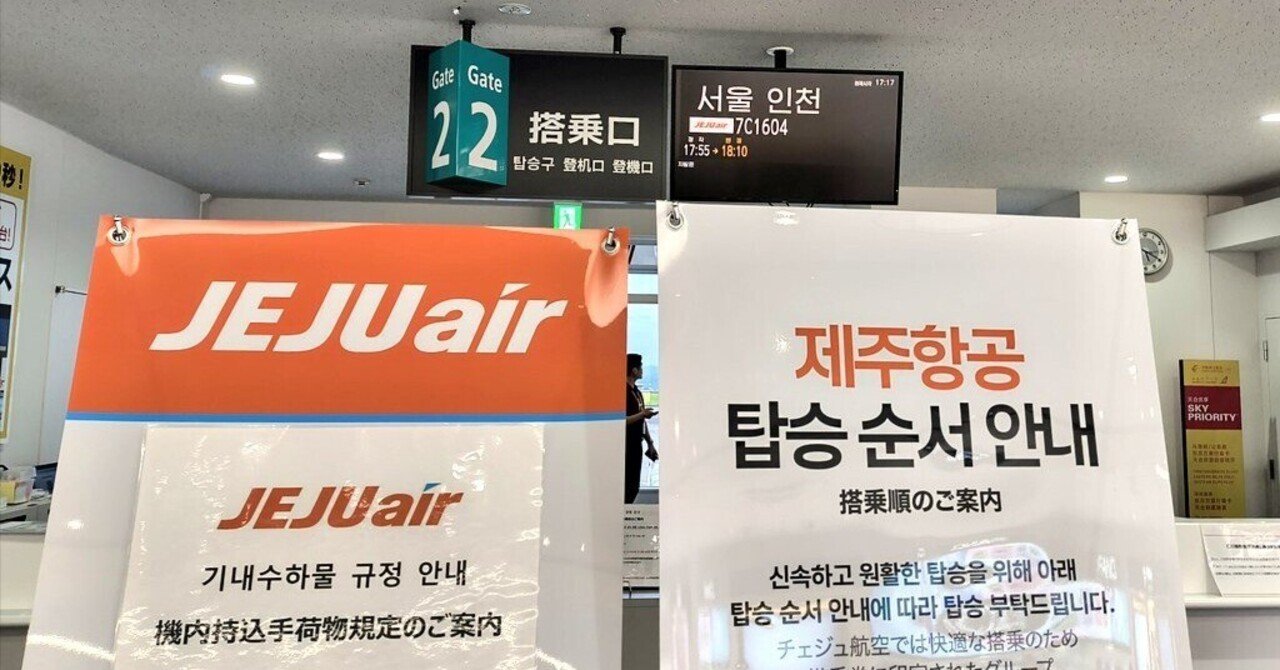 Gate
2
Gate
2
搭乗口
탑승구 登机口 登機口
17:17
서울 인천
JEJUair 7C1604
17:55→18:10
JEJUair
JEJUair
기내수하물 규정 안내
機内持込手荷物規定のご案内
제주항공
탑승 순서 안내
搭乗順のご案内
신속하고 원활한 탑승을 위해 아래
탑승 순서 안내에 따라 탑승 부탁드립니다.
チェジュ航空では快適な搭乗のため
秒!
ス
SKY
PRIORITY